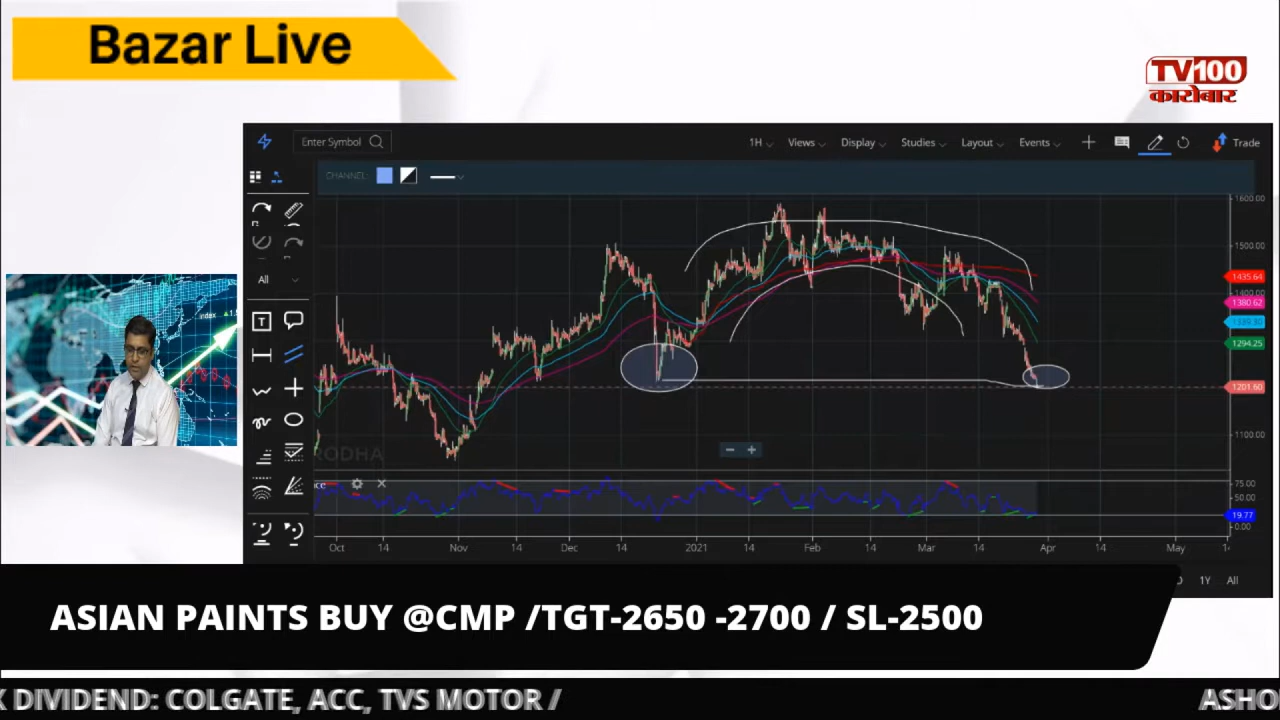 Bazar Live
TV100
कारोबार
Enter Symbol
1H Views Display Studies Layout Events Trade
CHANNEL:
All
T
1600.00
1500.00
1435.64
1400.00
1380.62
1294.25
1201.60
1100.00
75.00
50.00
19.77
0.00
Oct 14 Nov 14 Dec 14 2021 14 Feb 14 Mar 14 Apr 14 May
1Y All
ASIAN PAINTS BUY @CMP /TGT-2650 -2700 / SL-2500
X DIVIDEND: COLGATE, ACC, TVS MOTOR / ASHO